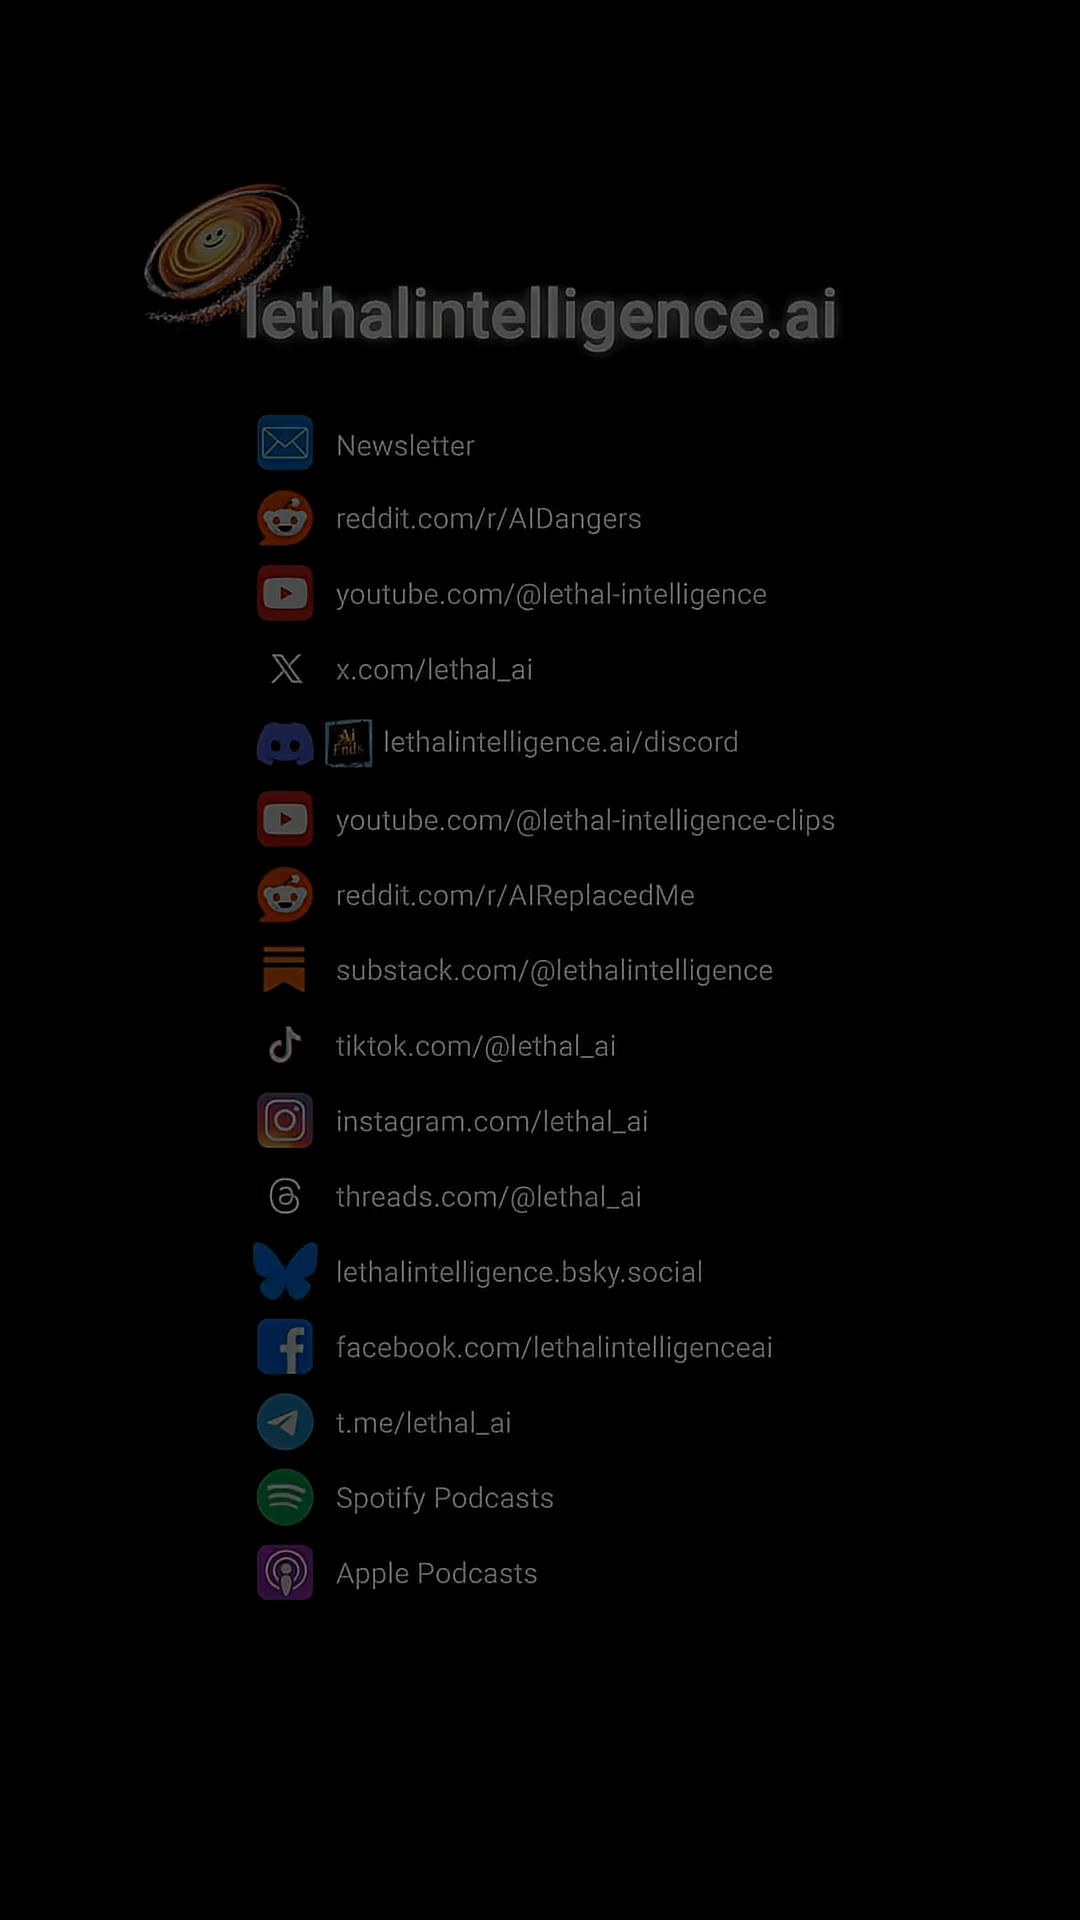 lethalintelligence.ai
Newsletter
reddit.com/r/AIDangers
youtube.com/@lethal-intelligence
x.com/lethal_ai
Ai
Ends
lethalintelligence.ai/discord
youtube.com/@lethal-intelligence-clips
reddit.com/r/AIReplacedMe
substack.com/@lethalintelligence
tiktok.com/@lethal_ai
instagram.com/lethal_ai
threads.com/@lethal_ai
lethalintelligence.bsky.social
facebook.com/lethalintelligenceai
t.me/lethal_ai
Spotify Podcasts
Apple Podcasts